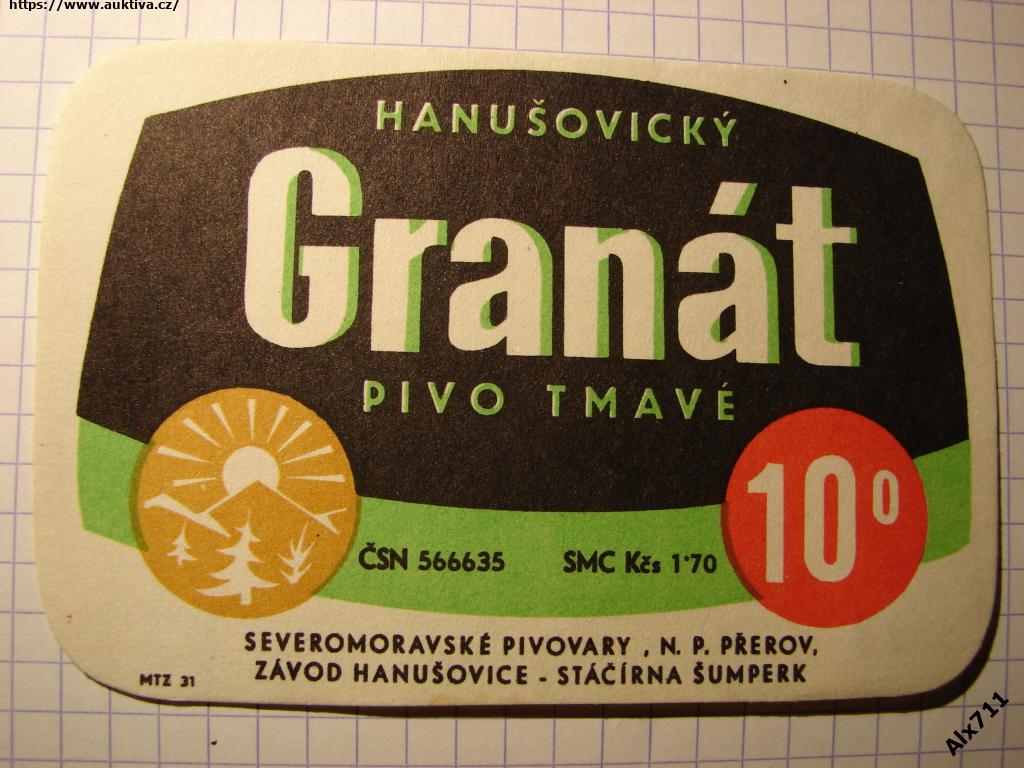 https://www.auktiva.cz/
HANUŠOVICKÝ
Granát
PIVO TMAVÉ
10⁰
ČSN 566635 SMC Kčs 1·70
SEVEROMORAVSKÉ PIVOVARY , N. P. PŘEROV,
ZÁVOD HANUŠOVICE - STÁČÍRNA ŠUMPERK
MTZ 31
Alx711